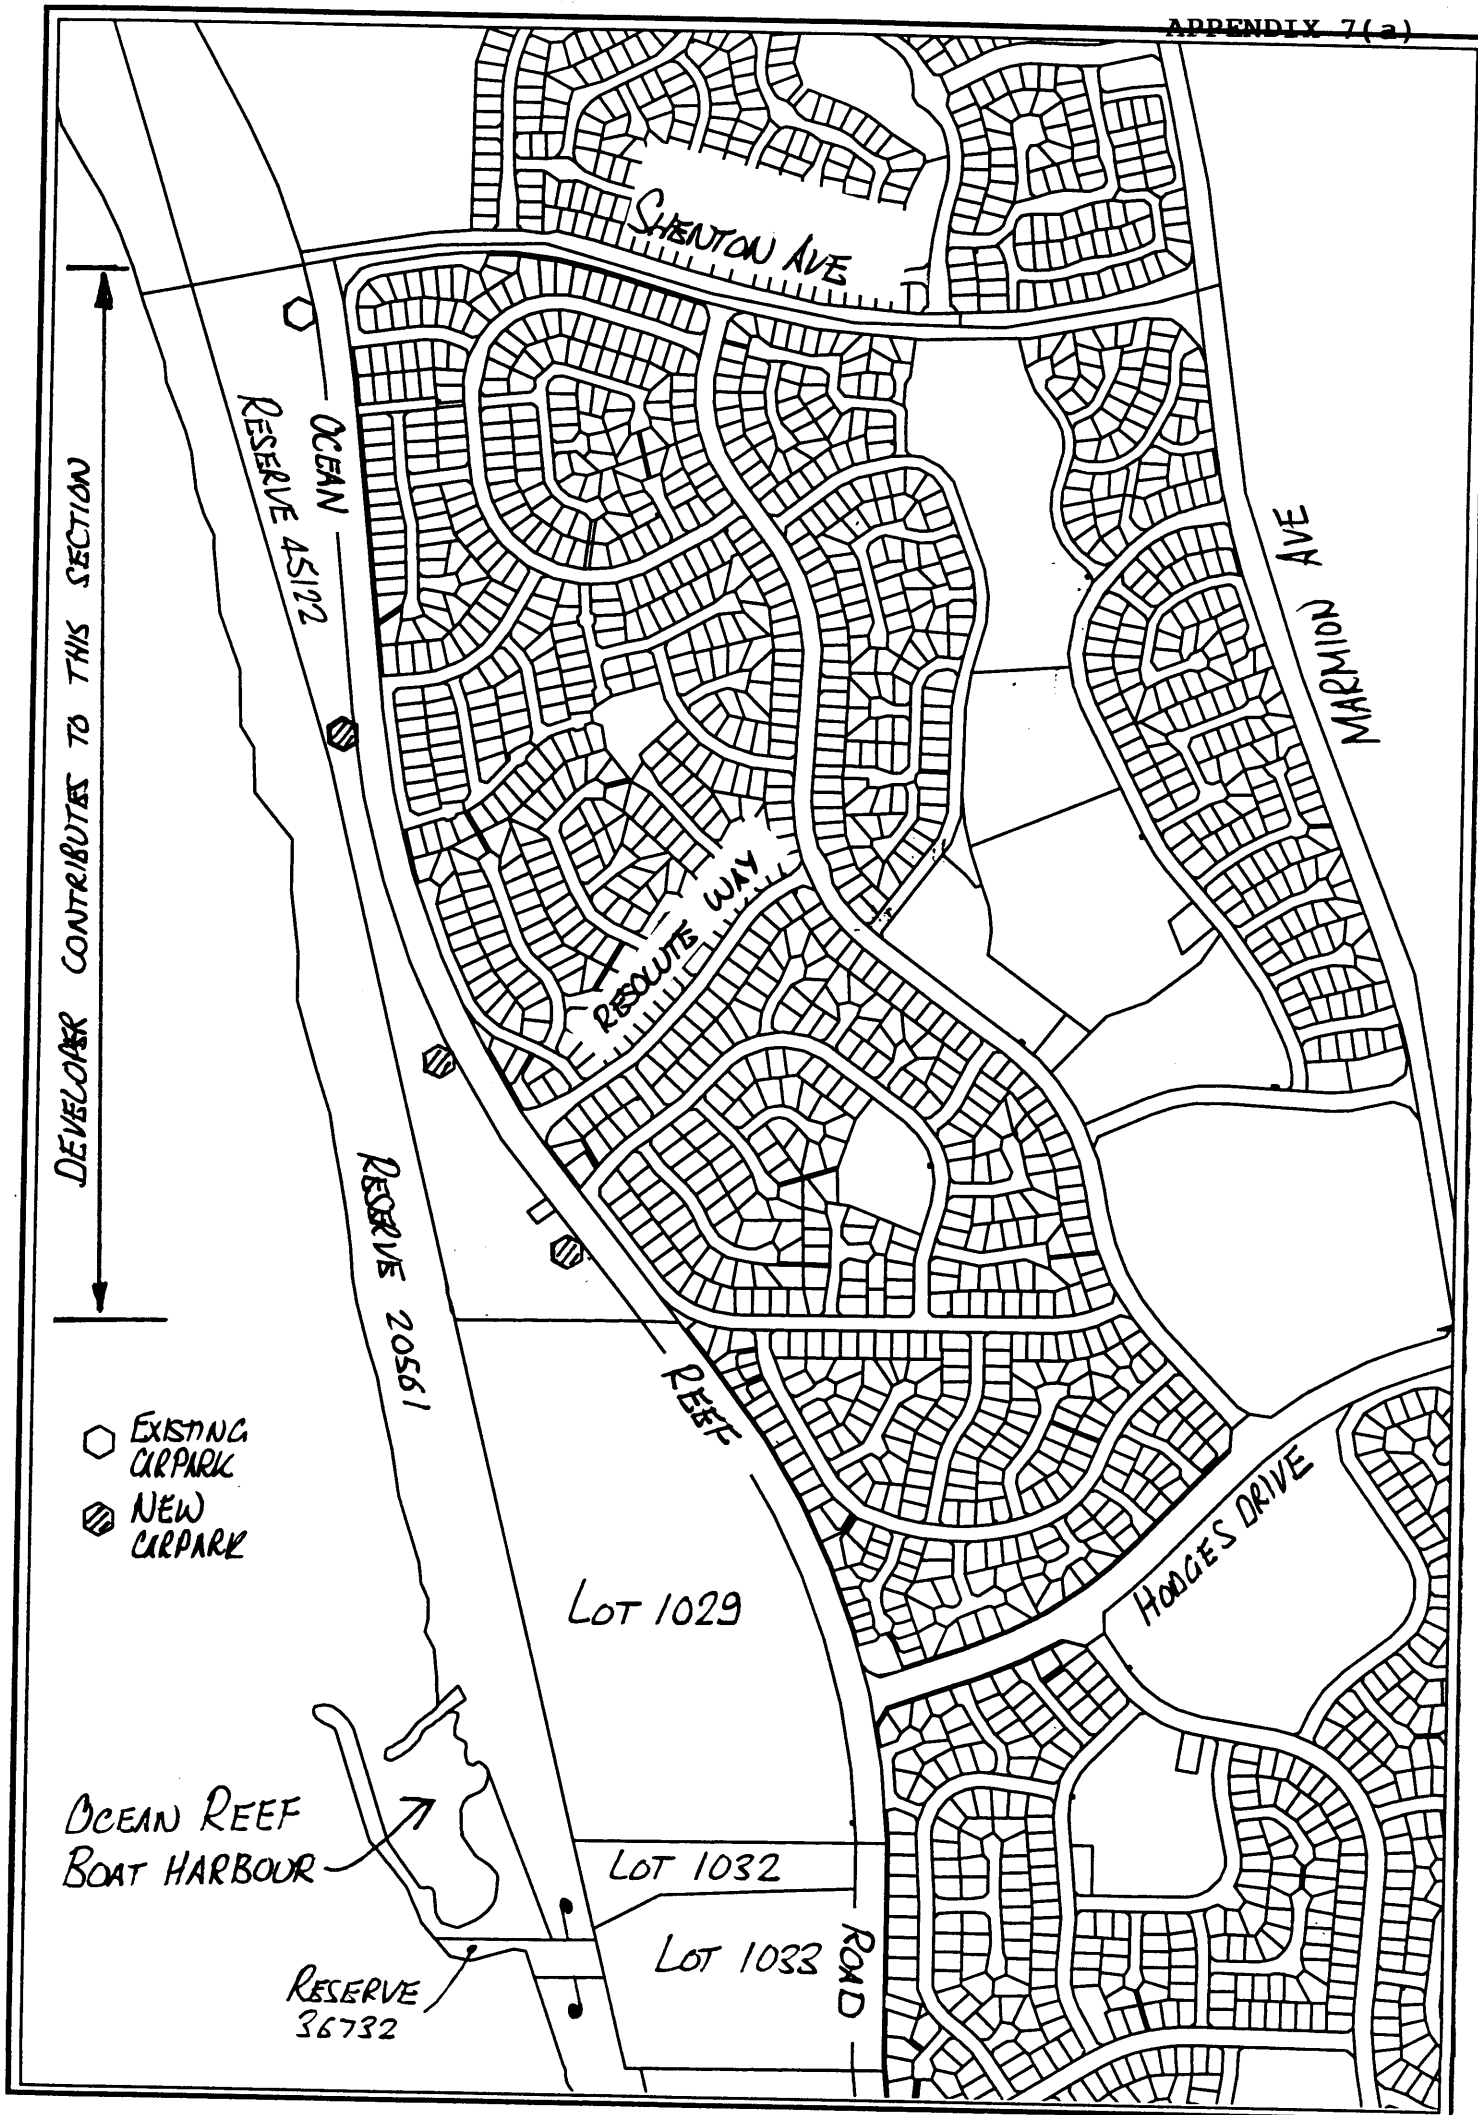 APPENDIX 7(a)
SHENTON AVE
OCEAN
RESERVE 45122
MARMION AVE
DEVELOPER CONTRIBUTES TO THIS SECTION
RESOLUTE WAY
RESERVE 20561
REEF
EXISTING
CARPARK
NEW
CARPARK
HODGES DRIVE
LOT 1029
OCEAN REEF
BOAT HARBOUR
LOT 1032
LOT 1033
ROAD
RESERVE
36732